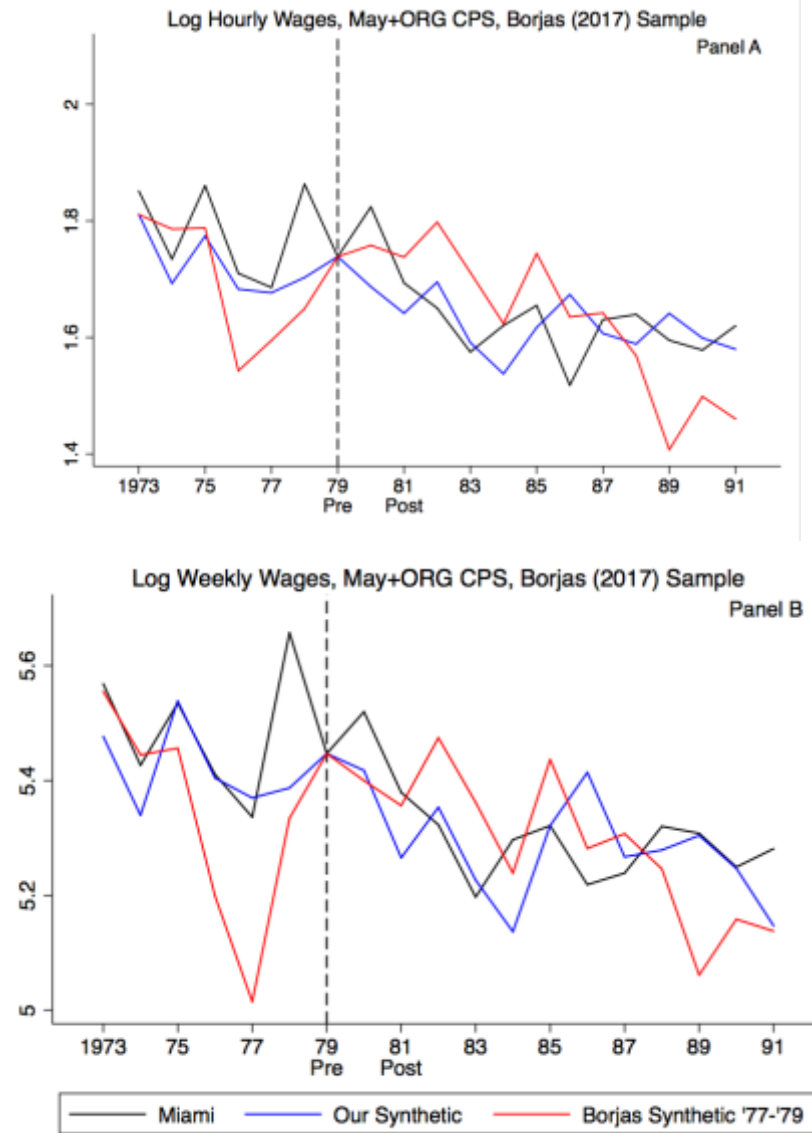 Log Hourly Wages, May+ORG CPS, Borjas (2017) Sample
Panel A
2
1.8
1.6
1.4
1973 75 77 79 81 83 85 87 89 91
Pre Post
Log Weekly Wages, May+ORG CPS, Borjas (2017) Sample
Panel B
5.6
5.4
5.2
5
1973 75 77 79 81 83 85 87 89 91
Pre Post
Miami Our Synthetic Borjas Synthetic '77-'79